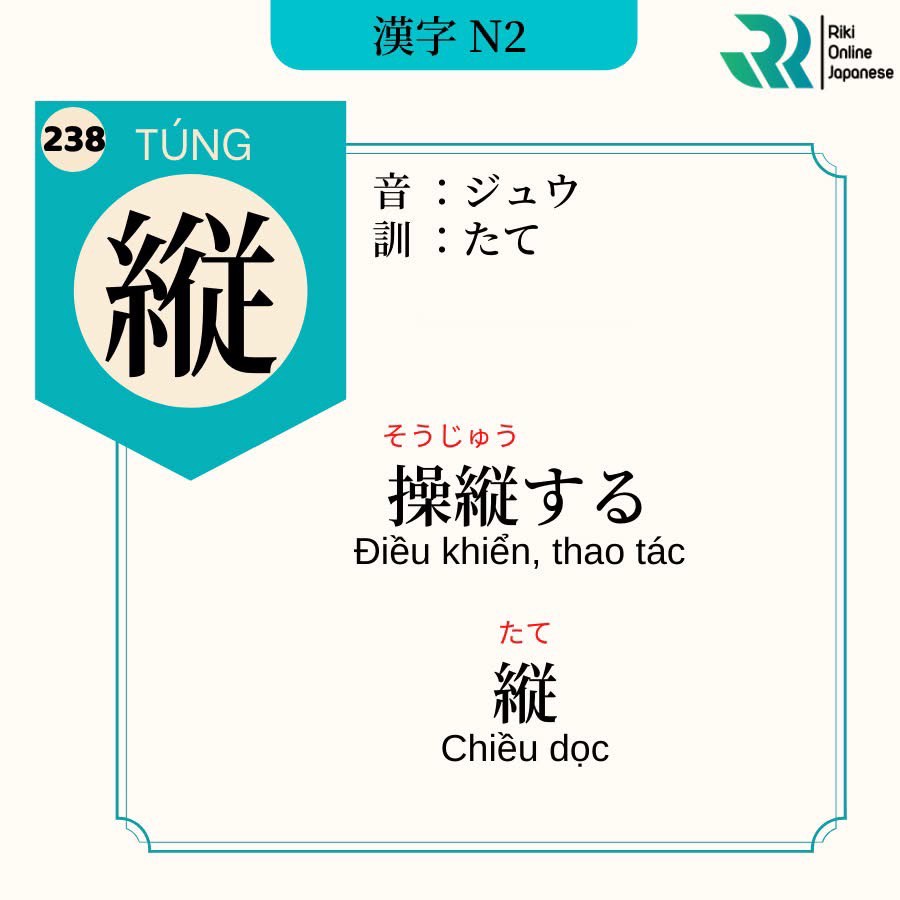 漢字 N2
Riki
Online
Japanese
238
TÚNG
縦
音 ：ジュウ
訓 ：たて
そうじゅう
操縦する
Điều khiển, thao tác
たて
縦
Chiều dọc